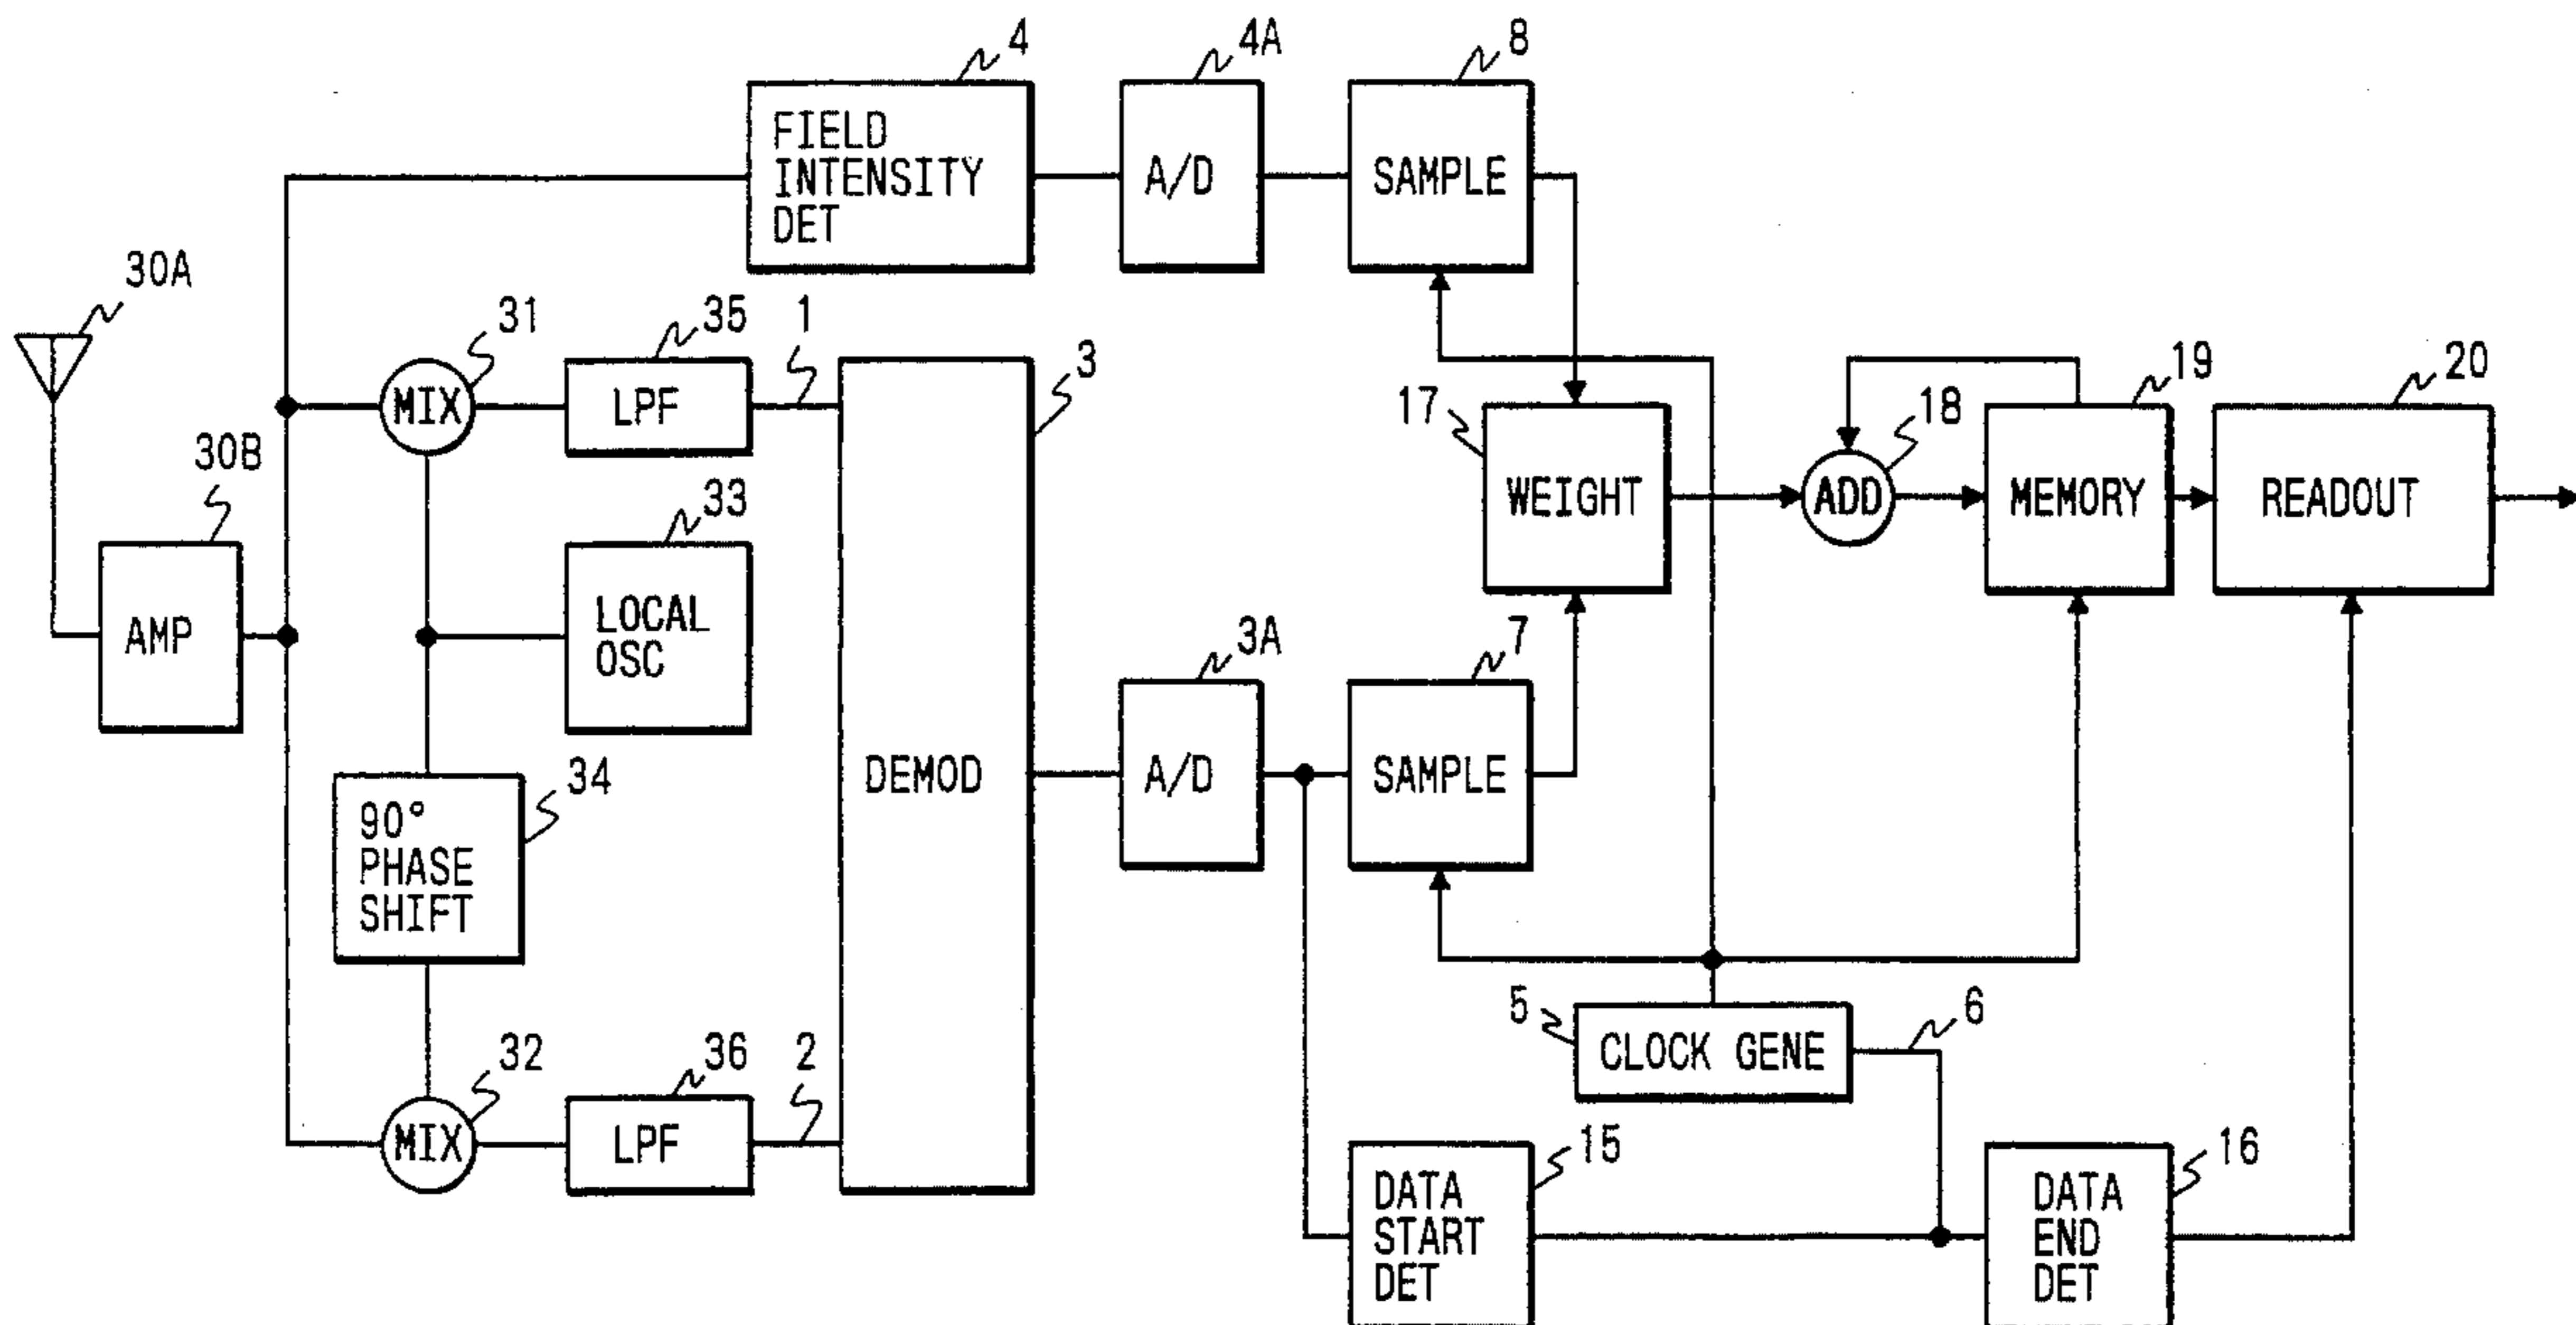 4
4A
8
FIELD
INTENSITY
DET
A/D
SAMPLE
30A
31
35
1
3
19
20
MIX
LPF
17
18
30B
33
WEIGHT
ADD
MEMORY
READOUT
AMP
LOCAL
OSC
3A
7
34
DEMOD
A/D
SAMPLE
90°
PHASE
SHIFT
5
6
CLOCK GENE
32
36
2
MIX
LPF
15
16
DATA
START
DET
DATA
END
DET